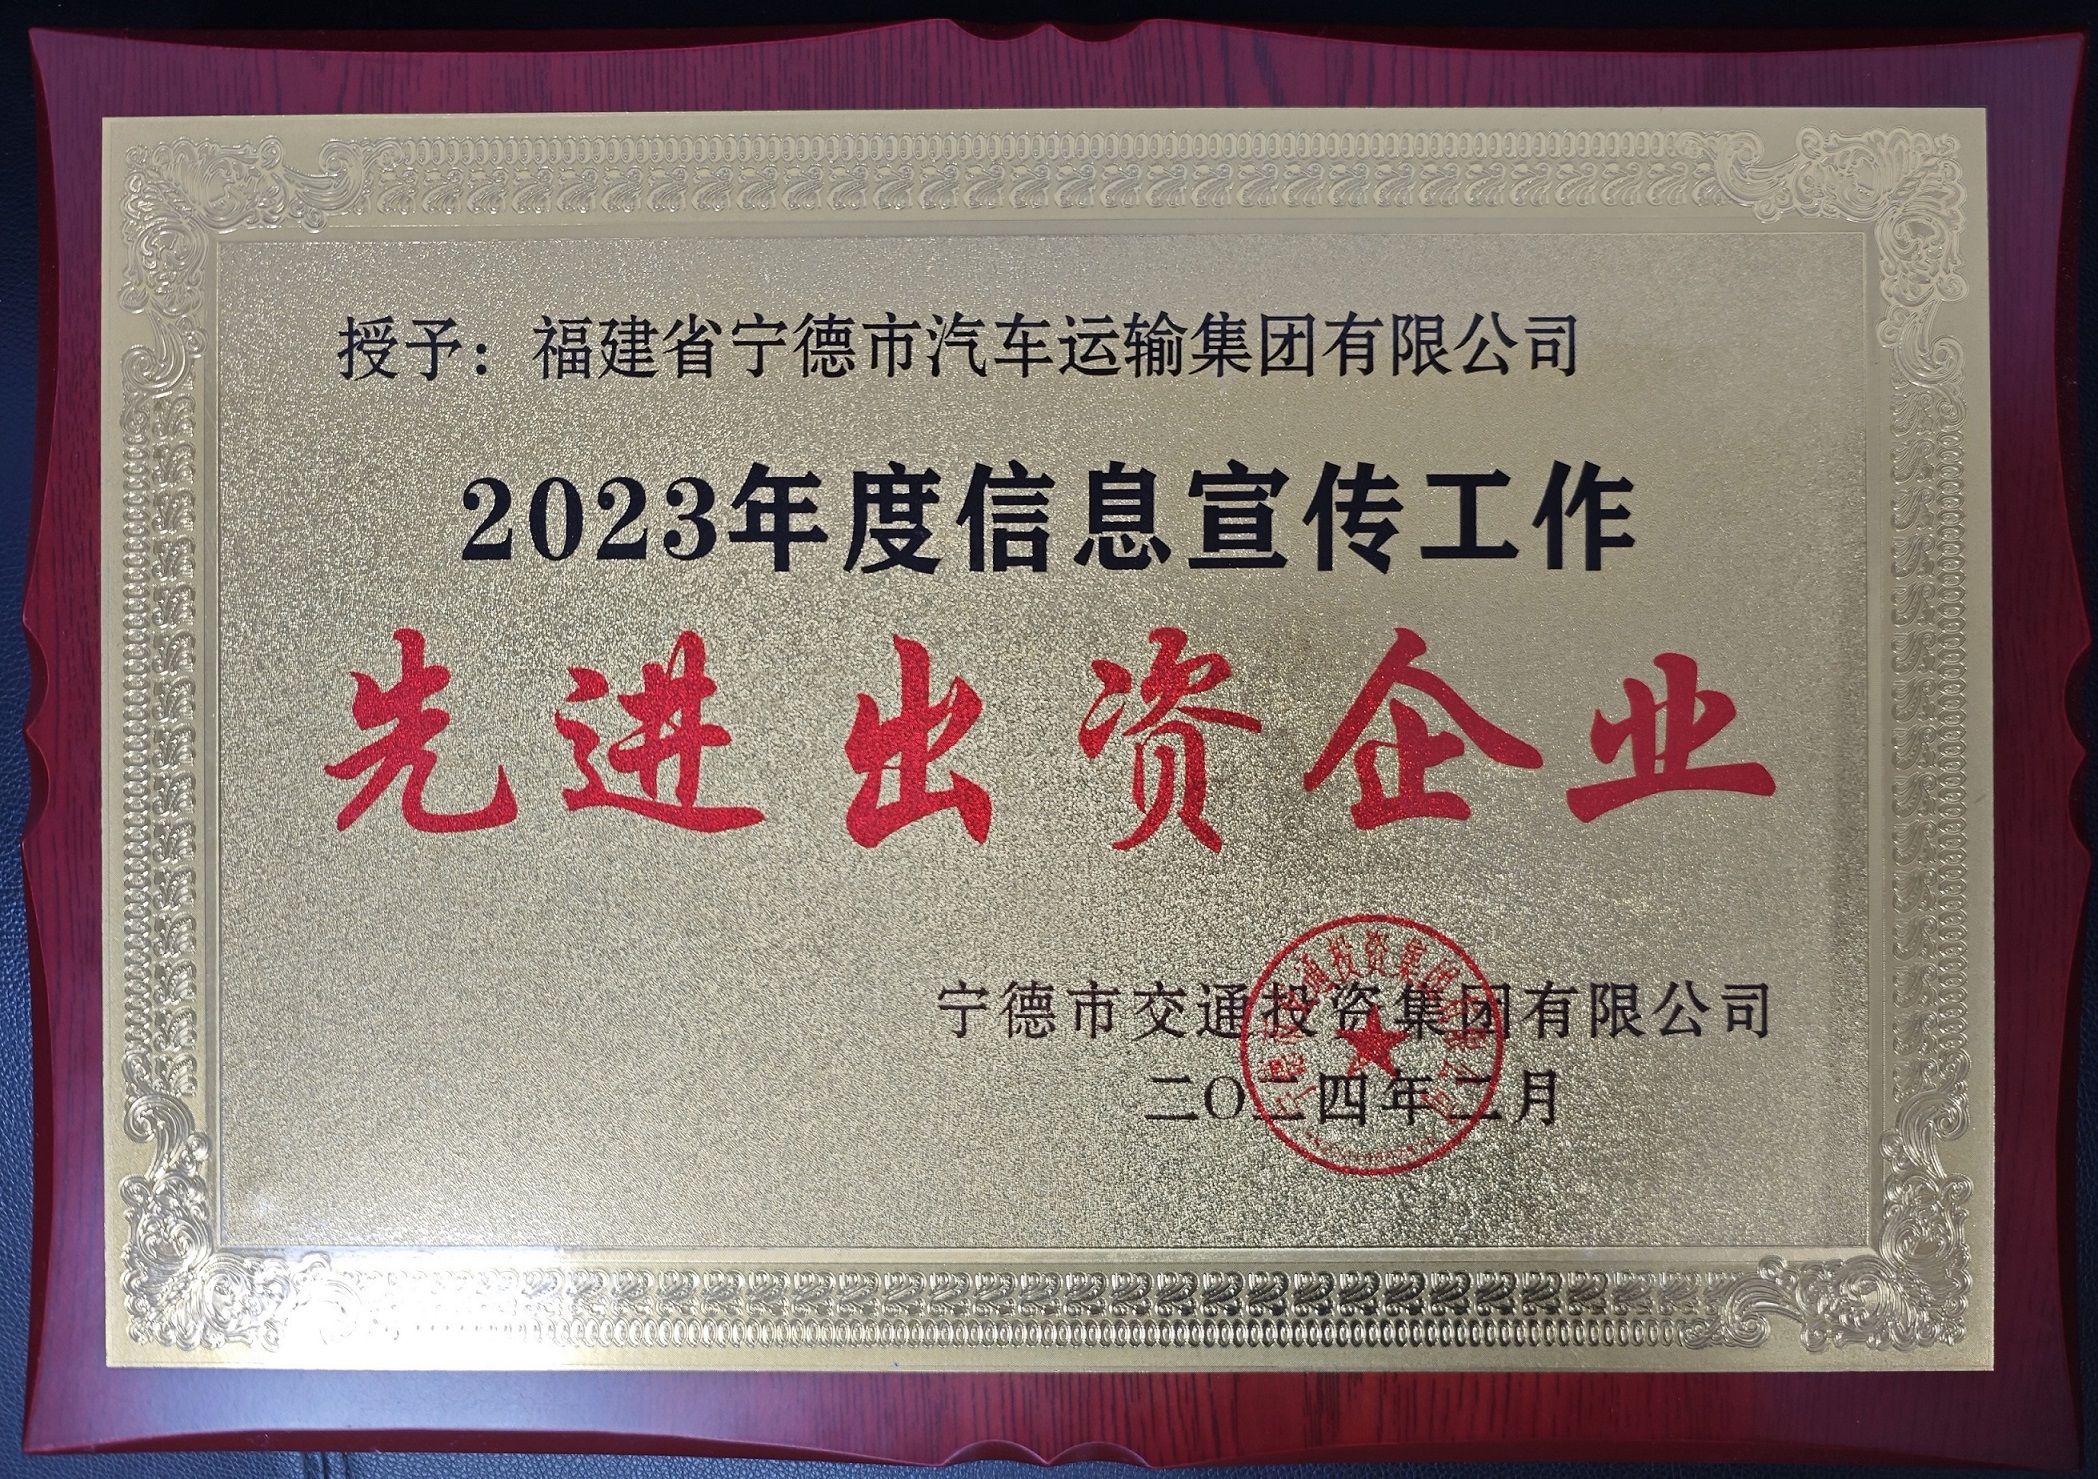 授予：福建省宁德市汽车运输集团有限公司
2023年度信息宣传工作
先进出资企业
宁德市交通投资集团有限公司
二〇二四年二月